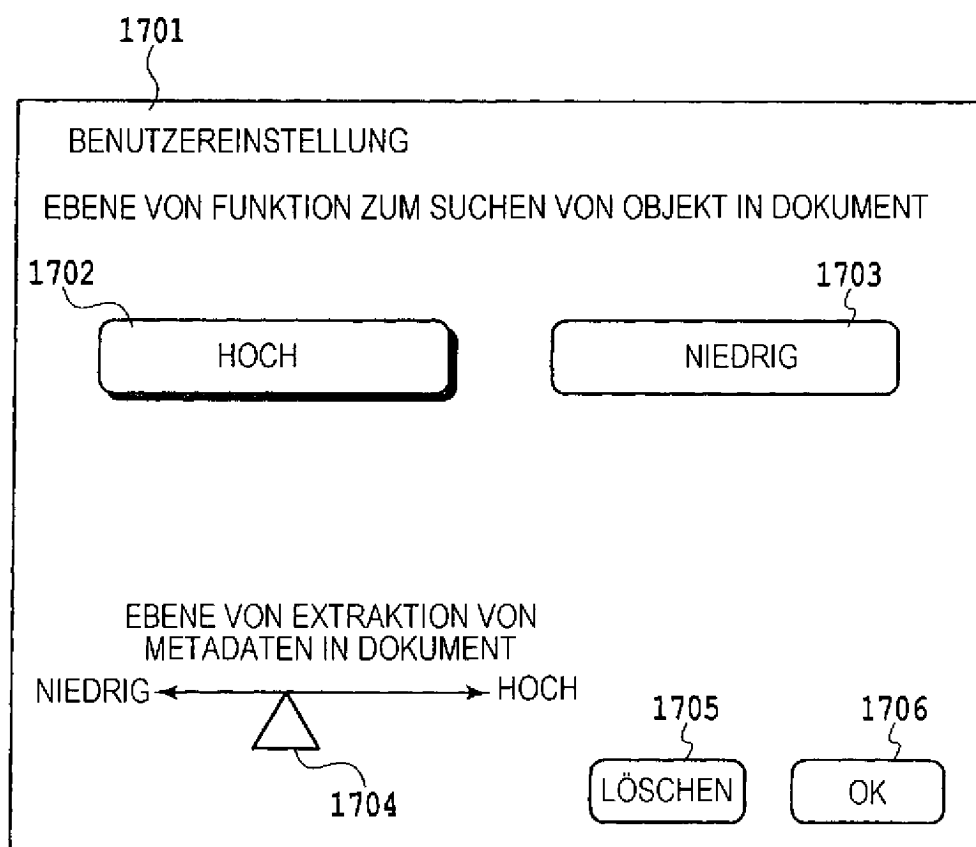 1701
BENUTZEREINSTELLUNG
EBENE VON FUNKTION ZUM SUCHEN VON OBJEKT IN DOKUMENT
1702
1703
HOCH
NIEDRIG
EBENE VON EXTRAKTION VON
METADATEN IN DOKUMENT
NIEDRIG
HOCH
1704
1705
1706
LÖSCHEN
OK